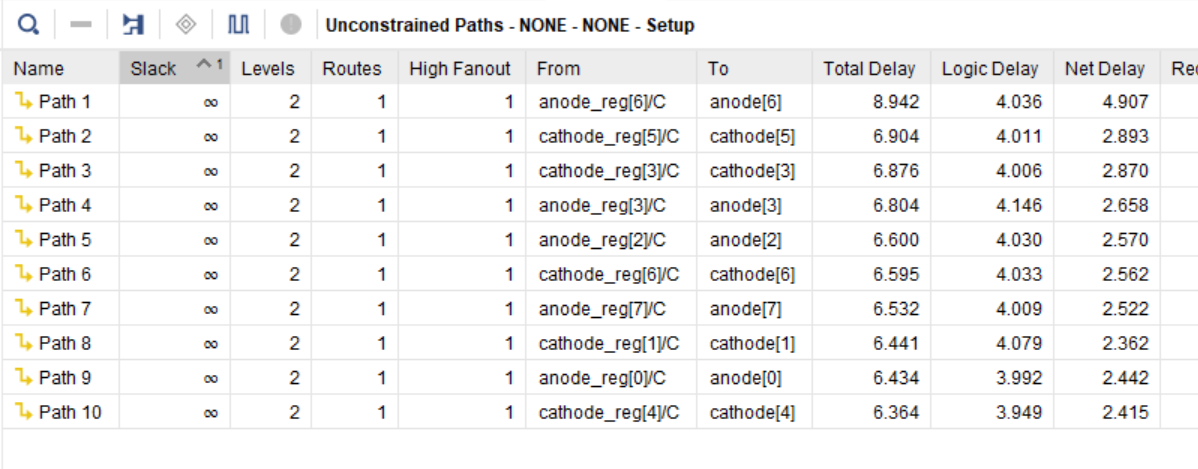 Unconstrained Paths - NONE - NONE - Setup
Name Slack 1 Levels Routes High Fanout From To Total Delay Logic Delay Net Delay Rec
Path 1 ∞ 2 1 1 anode_reg[6]/C anode[6] 8.942 4.036 4.907
Path 2 ∞ 2 1 1 cathode_reg[5]/C cathode[5] 6.904 4.011 2.893
Path 3 ∞ 2 1 1 cathode_reg[3]/C cathode[3] 6.876 4.006 2.870
Path 4 ∞ 2 1 1 anode_reg[3]/C anode[3] 6.804 4.146 2.658
Path 5 ∞ 2 1 1 anode_reg[2]/C anode[2] 6.600 4.030 2.570
Path 6 ∞ 2 1 1 cathode_reg[6]/C cathode[6] 6.595 4.033 2.562
Path 7 ∞ 2 1 1 anode_reg[7]/C anode[7] 6.532 4.009 2.522
Path 8 ∞ 2 1 1 cathode_reg[1]/C cathode[1] 6.441 4.079 2.362
Path 9 ∞ 2 1 1 anode_reg[0]/C anode[0] 6.434 3.992 2.442
Path 10 ∞ 2 1 1 cathode_reg[4]/C cathode[4] 6.364 3.949 2.415